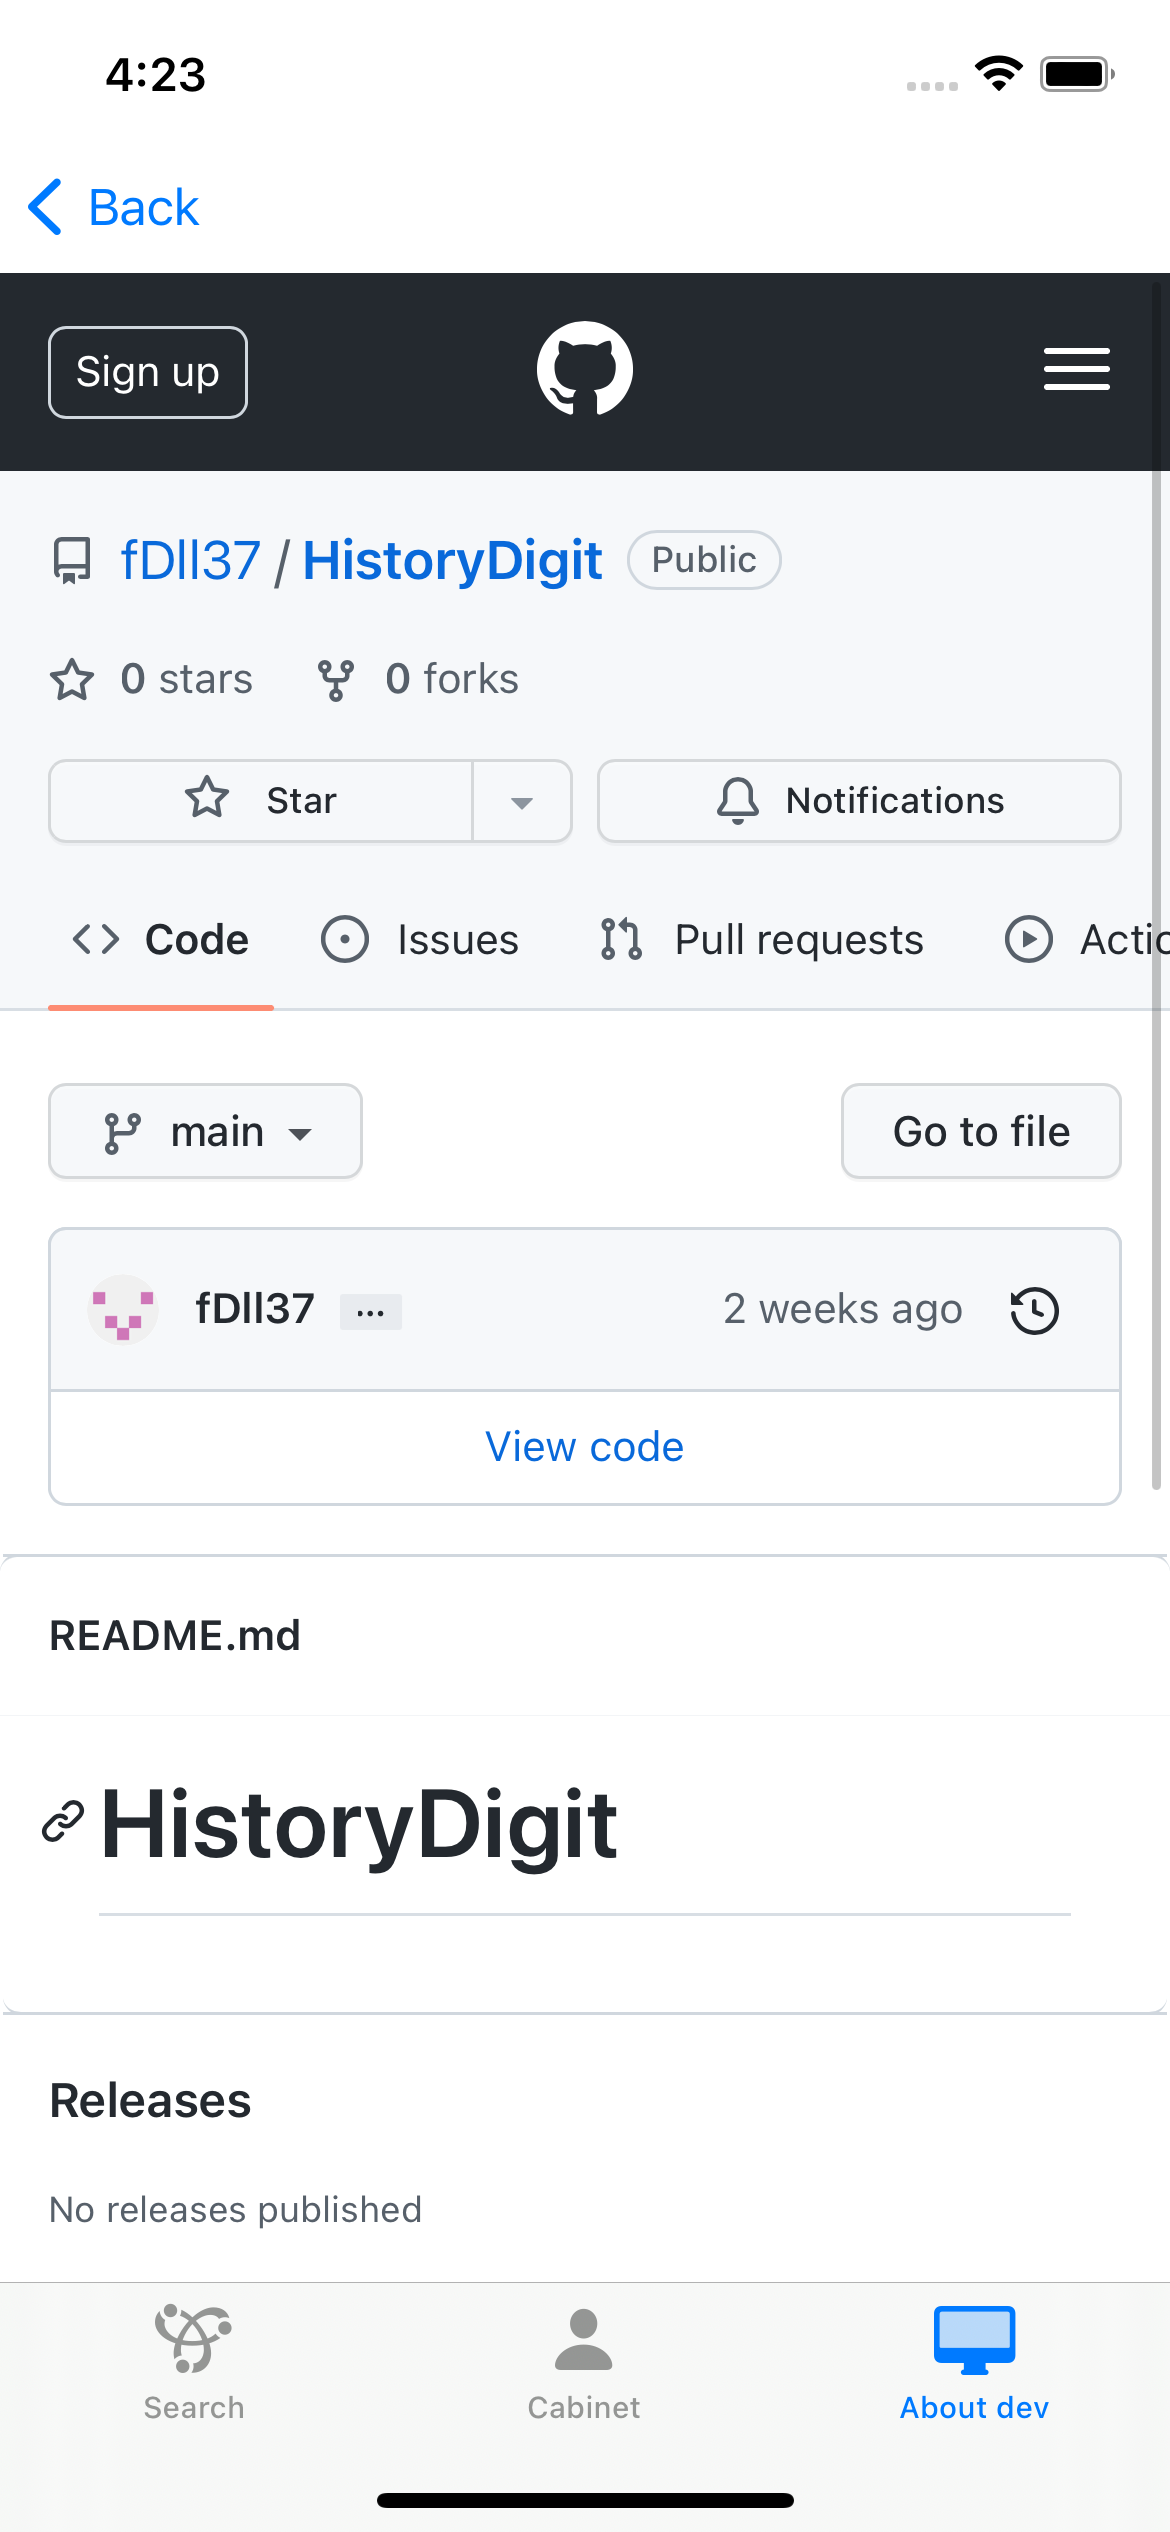 4:23
Back
Sign up
fDll37 / HistoryDigit Public
0 stars 0 forks
Star Notifications
Code Issues Pull requests Actio
main Go to file
fDll37 ... 2 weeks ago
View code
README.md
HistoryDigit
Releases
No releases published
Search Cabinet About dev